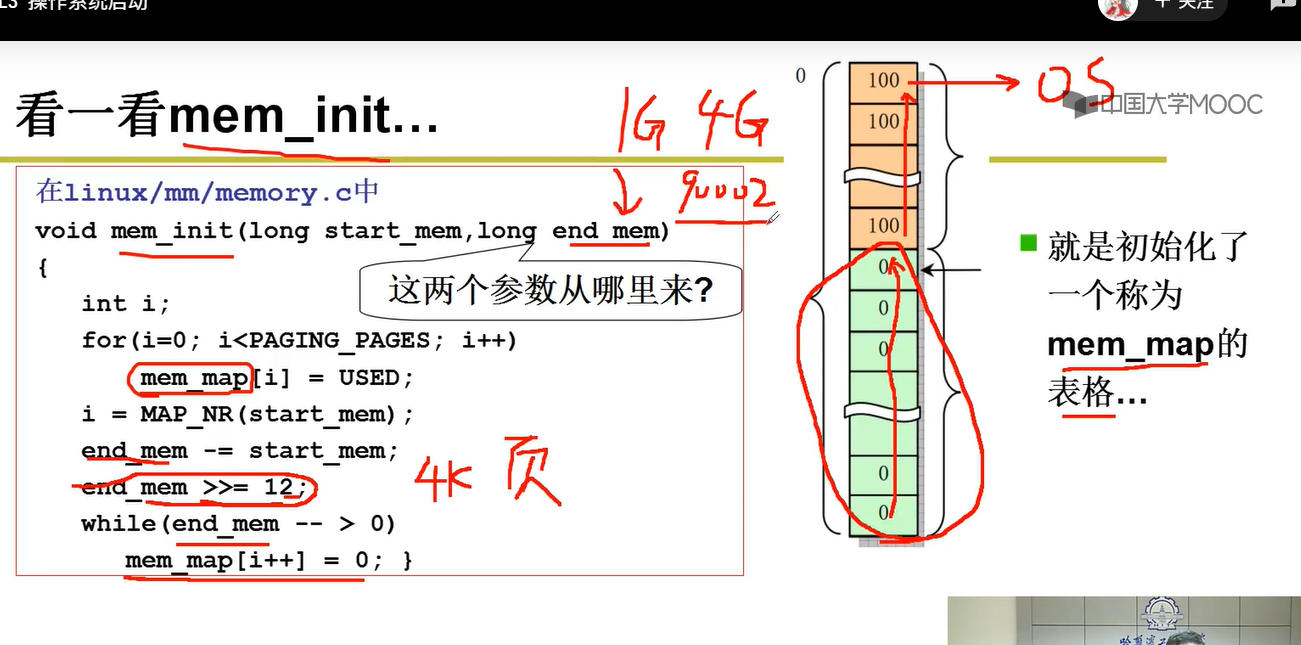 L3 操作系统启动
+ 关注
看一看mem_init…
1G 4G
90002
OS
中国大学MOOC
在linux/mm/memory.c中
void mem_init(long start_mem,long end mem)
{
这两个参数从哪里来?
int i;
for(i=0; i<PAGING_PAGES; i++)
mem_map[i] = USED;
i = MAP_NR(start_mem);
end_mem -= start_mem;
end_mem >>= 12;
while(end_mem -- > 0)
mem_map[i++] = 0; }
4K 页
0
100
100
100
0
0
0
0
0
就是初始化了
一个称为
mem_map的
表格…